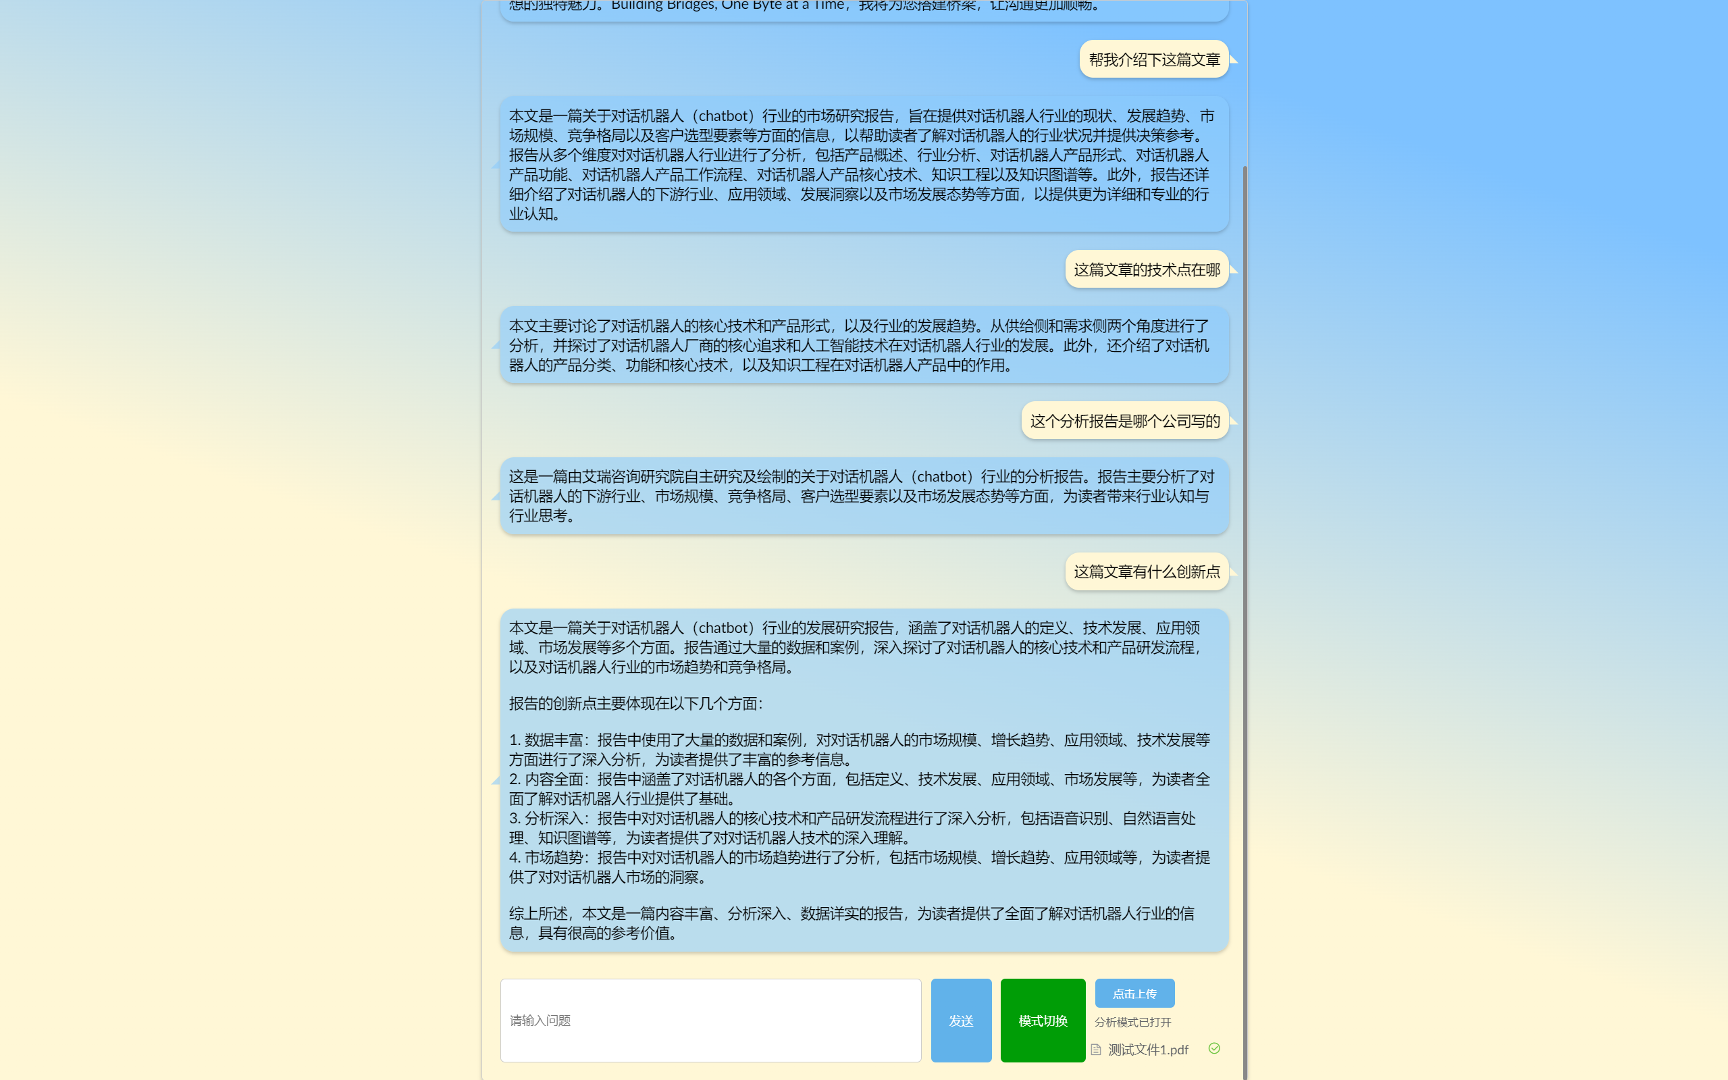 想的独特魅力。Building Bridges, One Byte at a Time，我将为您搭建桥梁，让沟通更加顺畅。
帮我介绍下这篇文章
本文是一篇关于对话机器人（chatbot）行业的市场研究报告，旨在提供对话机器人行业的现状、发展趋势、市
场规模、竞争格局以及客户选型要素等方面的信息，以帮助读者了解对话机器人的行业状况并提供决策参考。
报告从多个维度对对话机器人行业进行了分析，包括产品概述、行业分析、对话机器人产品形式、对话机器人
产品功能、对话机器人产品工作流程、对话机器人产品核心技术、知识工程以及知识图谱等。此外，报告还详
细介绍了对话机器人的下游行业、应用领域、发展洞察以及市场发展态势等方面，以提供更为详细和专业的行
业认知。
这篇文章的技术点在哪
本文主要讨论了对话机器人的核心技术和产品形式，以及行业的发展趋势。从供给侧和需求侧两个角度进行了
分析，并探讨了对话机器人厂商的核心追求和人工智能技术在对话机器人行业的发展。此外，还介绍了对话机
器人的产品分类、功能和核心技术，以及知识工程在对话机器人产品中的作用。
这个分析报告是哪个公司写的
这是一篇由艾瑞咨询研究院自主研究及绘制的关于对话机器人（chatbot）行业的分析报告。报告主要分析了对
话机器人的下游行业、市场规模、竞争格局、客户选型要素以及市场发展态势等方面，为读者带来行业认知与
行业思考。
这篇文章有什么创新点
本文是一篇关于对话机器人（chatbot）行业的发展研究报告，涵盖了对话机器人的定义、技术发展、应用领
域、市场发展等多个方面。报告通过大量的数据和案例，深入探讨了对话机器人的核心技术和产品研发流程，
以及对话机器人行业的市场趋势和竞争格局。
报告的创新点主要体现在以下几个方面：
1. 数据丰富：报告中使用了大量的数据和案例，对对话机器人的市场规模、增长趋势、应用领域、技术发展等
方面进行了深入分析，为读者提供了丰富的参考信息。
2. 内容全面：报告中涵盖了对话机器人的各个方面，包括定义、技术发展、应用领域、市场发展等，为读者全
面了解对话机器人行业提供了基础。
3. 分析深入：报告中对对话机器人的核心技术和产品研发流程进行了深入分析，包括语音识别、自然语言处
理、知识图谱等，为读者提供了对对话机器人技术的深入理解。
4. 市场趋势：报告中对对话机器人的市场趋势进行了分析，包括市场规模、增长趋势、应用领域等，为读者提
供了对对话机器人市场的洞察。
综上所述，本文是一篇内容丰富、分析深入、数据详实的报告，为读者提供了全面了解对话机器人行业的信
息，具有很高的参考价值。
请输入问题
发送
模式切换
点击上传
分析模式已打开
测试文件1.pdf